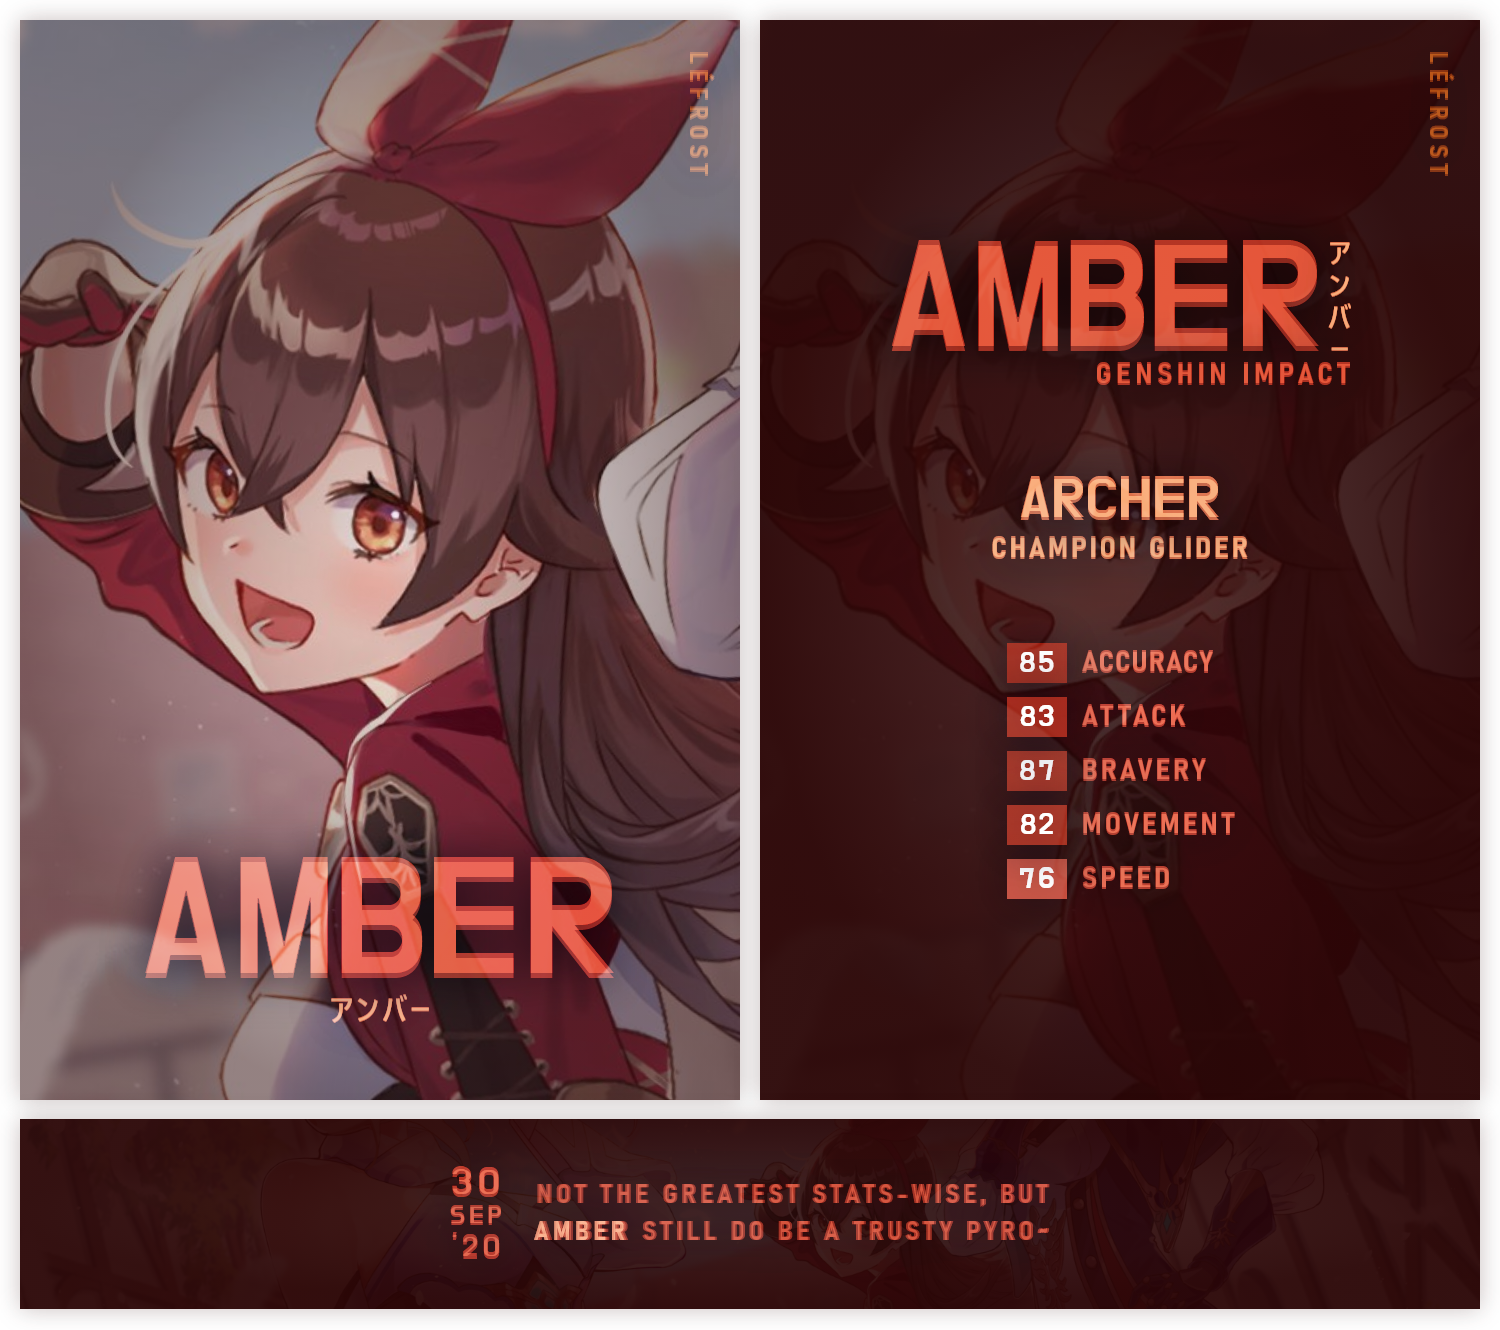 LÉFROST
AMBER
アンバー
LÉFROST
AMBER
アンバー
GENSHIN IMPACT
ARCHER
CHAMPION GLIDER
85 ACCURACY
83 ATTACK
87 BRAVERY
82 MOVEMENT
76 SPEED
30
SEP
'20
NOT THE GREATEST STATS-WISE, BUT
AMBER STILL DO BE A TRUSTY PYRO~